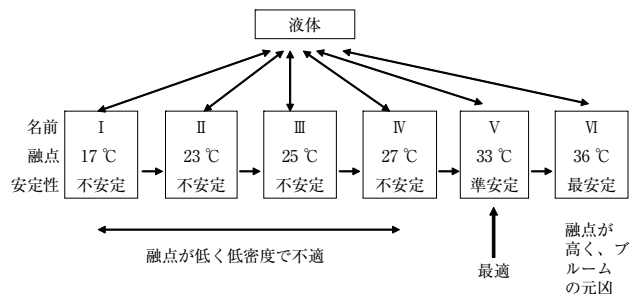 液体
名前 Ⅰ Ⅱ Ⅲ Ⅳ Ⅴ Ⅵ
融点 17 ℃ 23 ℃ 25 ℃ 27 ℃ 33 ℃ 36 ℃
安定性 不安定 不安定 不安定 不安定 準安定 最安定
融点が低く低密度で不適
最適
融点が
高く、ブ
ルーム
の元凶